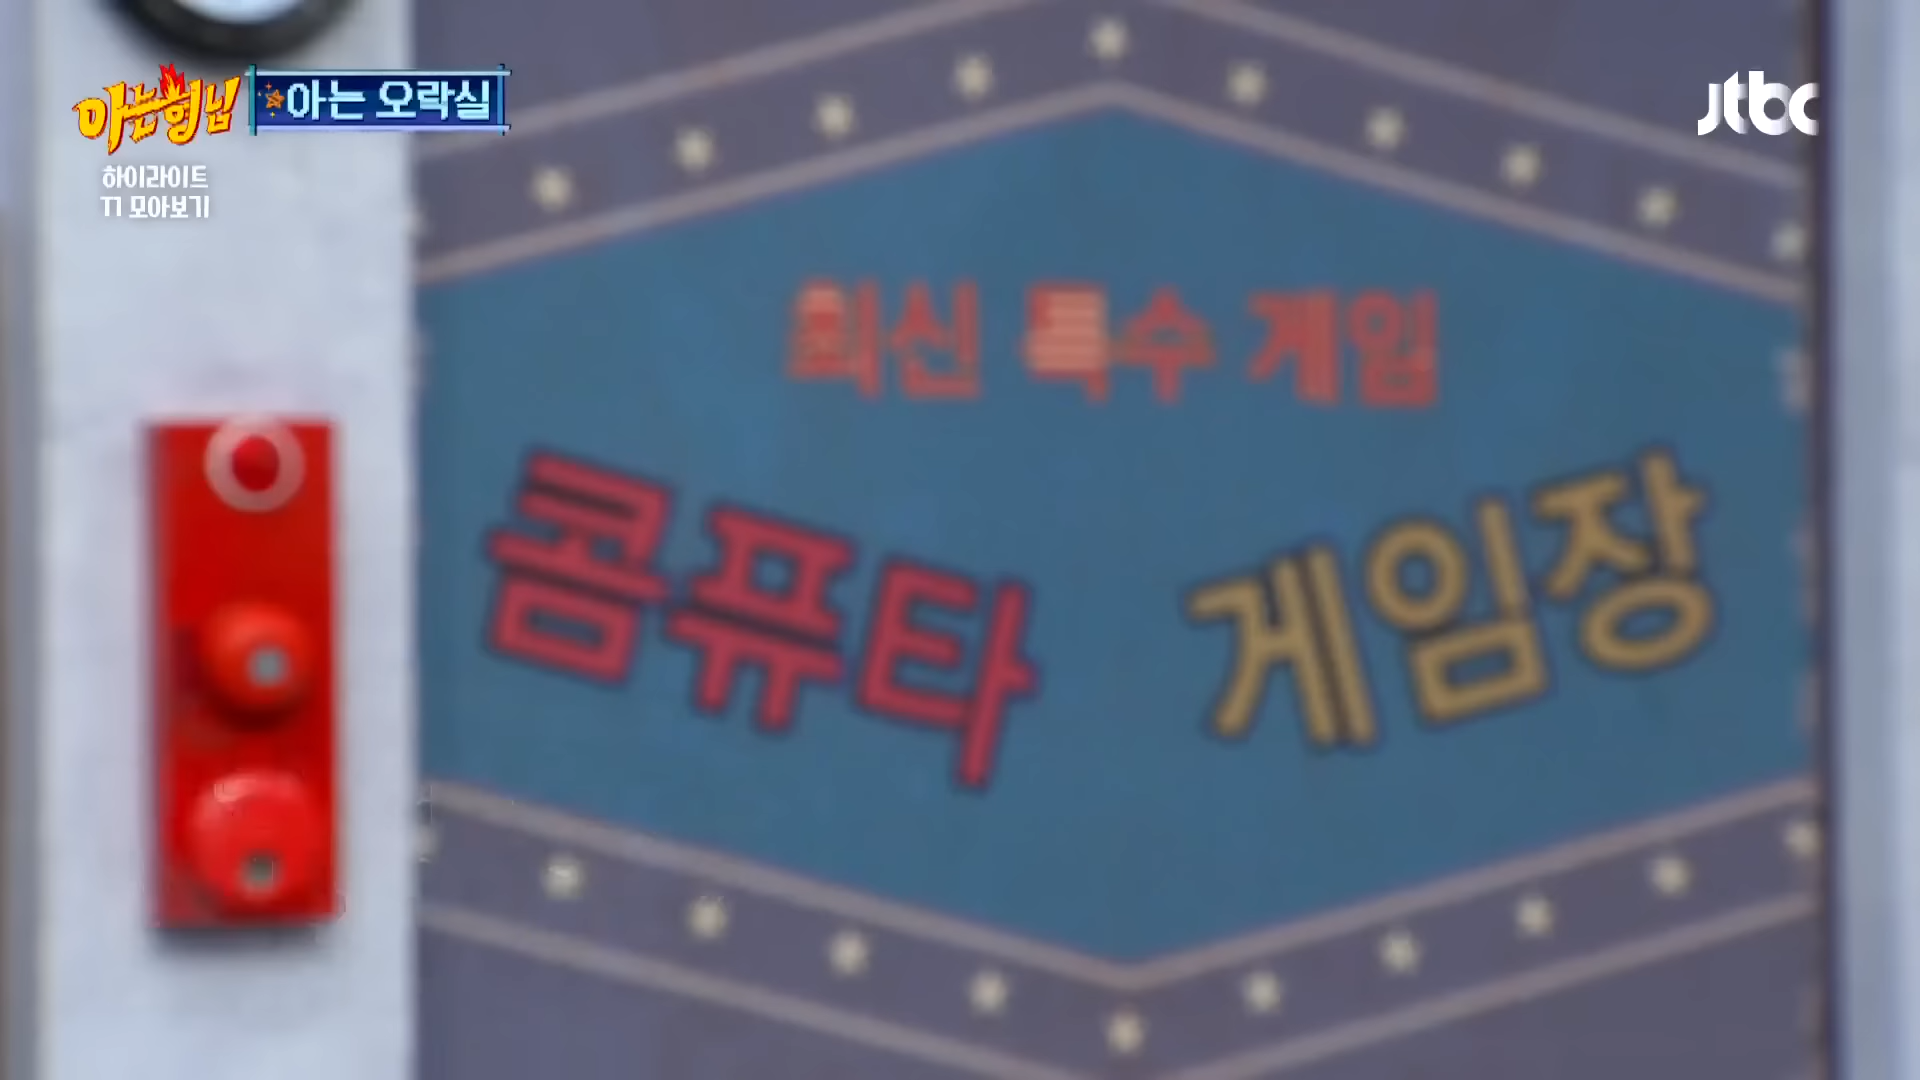 아는형님
아는 오락실
jtbc
하이라이트
T1 모아보기
최신 특수 게임
콤퓨타 게임장